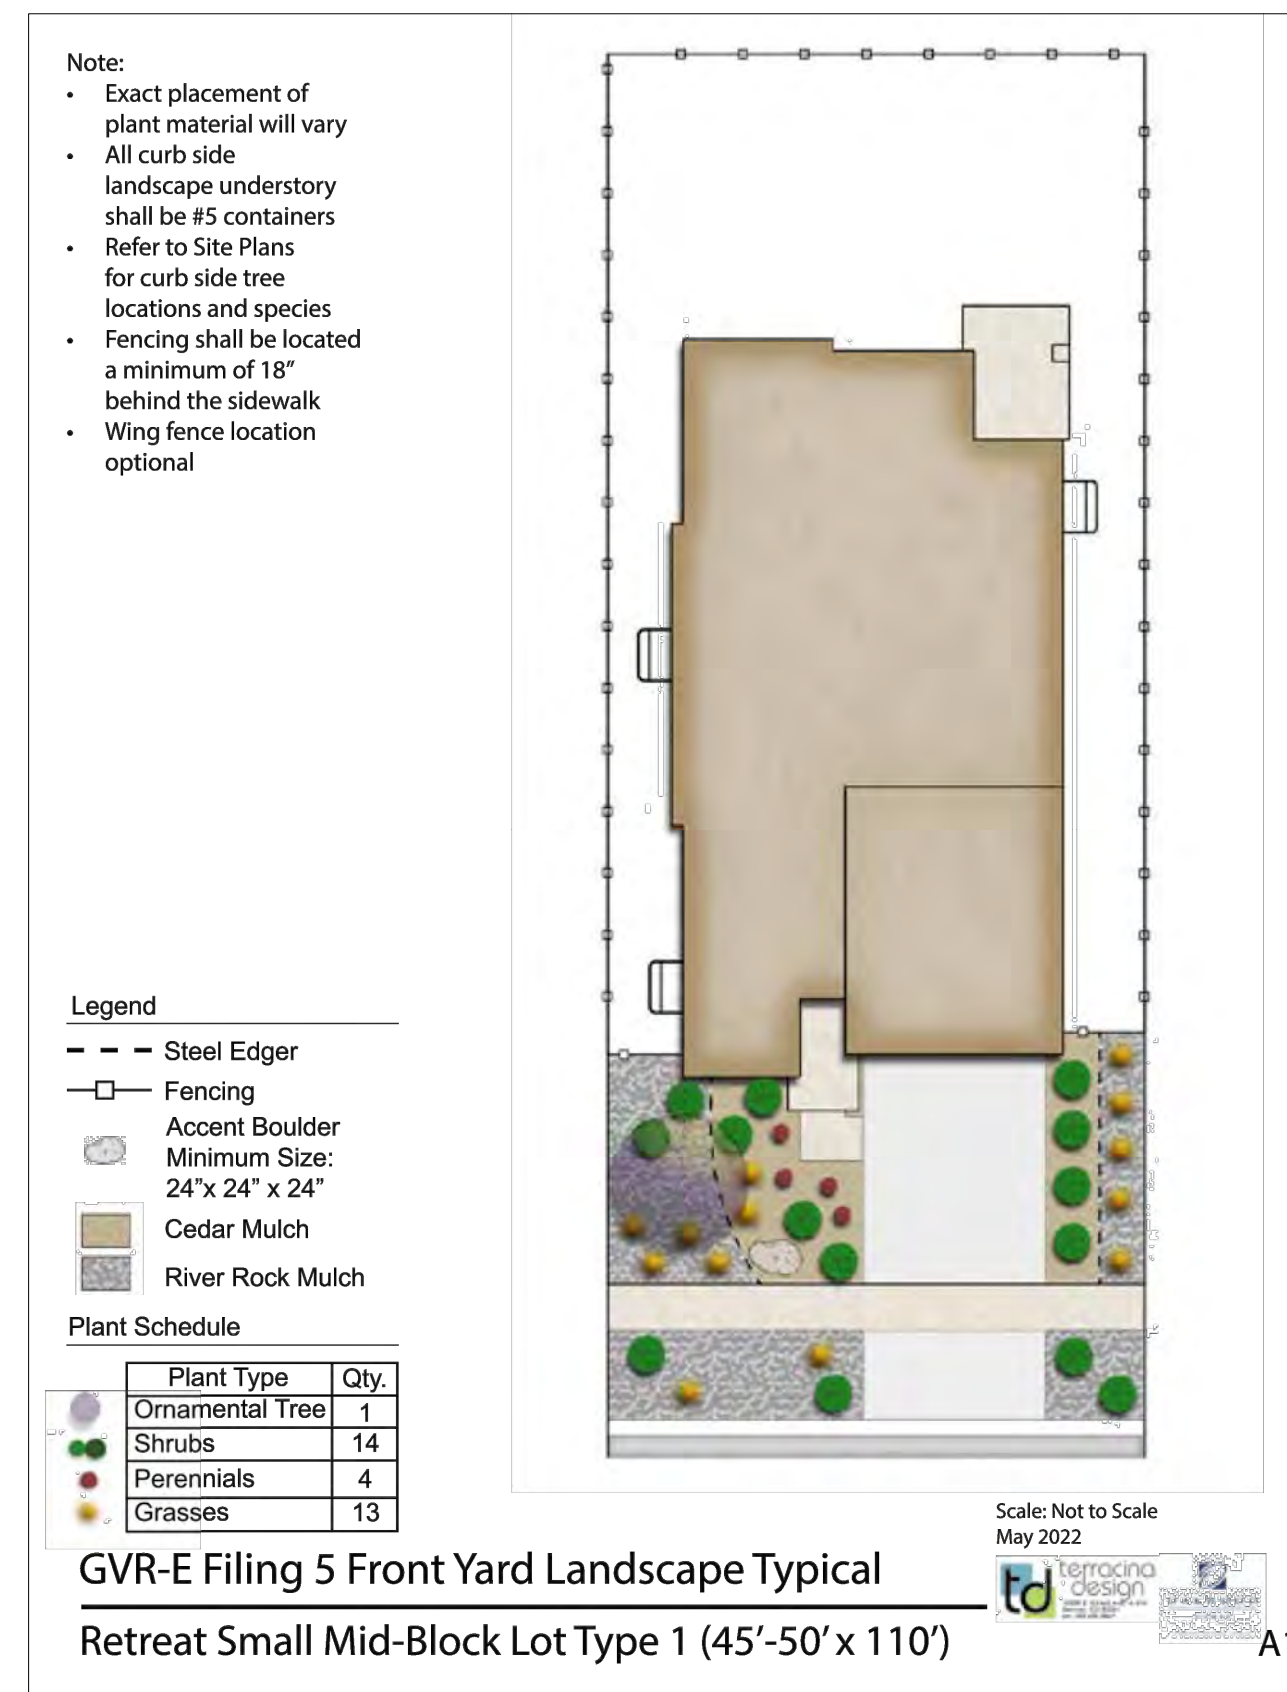 Note:
• Exact placement of
plant material will vary
• All curb side
landscape understory
shall be #5 containers
• Refer to Site Plans
for curb side tree
locations and species
• Fencing shall be located
a minimum of 18”
behind the sidewalk
• Wing fence location
optional
Legend
Steel Edger
Fencing
Accent Boulder
Minimum Size:
24”x 24” x 24”
Cedar Mulch
River Rock Mulch
Plant Schedule
Plant Type Qty.
Ornamental Tree 1
Shrubs 14
Perennials 4
Grasses 13
Scale: Not to Scale
May 2022
td terracina
design
GVR-E Filing 5 Front Yard Landscape Typical
Retreat Small Mid-Block Lot Type 1 (45’-50’ x 110’)